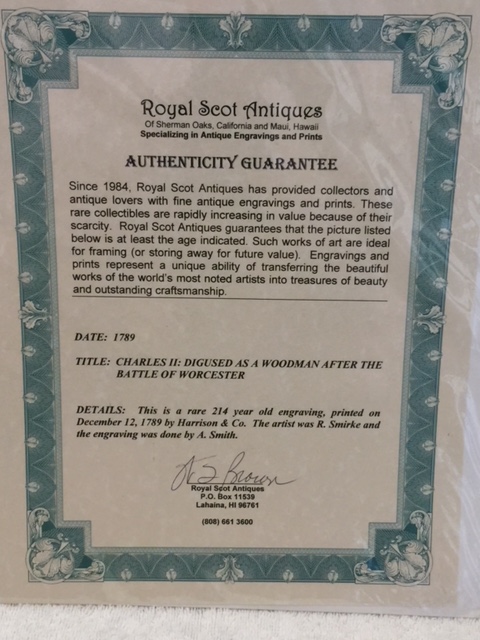 Royal Scot Antiques
Of Sherman Oaks, California and Maui, Hawaii
Specializing in Antique Engravings and Prints
AUTHENTICITY GUARANTEE
Since 1984, Royal Scot Antiques has provided collectors and
antique lovers with fine antique engravings and prints. These
rare collectibles are rapidly increasing in value because of their
scarcity. Royal Scot Antiques guarantees that the picture listed
below is at least the age indicated. Such works of art are ideal
for framing (or storing away for future value). Engravings and
prints represent a unique ability of transferring the beautiful
works of the world's most noted artists into treasures of beauty
and outstanding craftsmanship.
DATE: 1789
TITLE: CHARLES II: DIGUSED AS A WOODMAN AFTER THE
BATTLE OF WORCESTER
DETAILS: This is a rare 214 year old engraving, printed on
December 12, 1789 by Harrison & Co. The artist was R. Smirke and
the engraving was done by A. Smith.
Brown
Royal Scot Antiques
P.O. Box 11539
Lahaina, HI 96761
(808) 661 3600